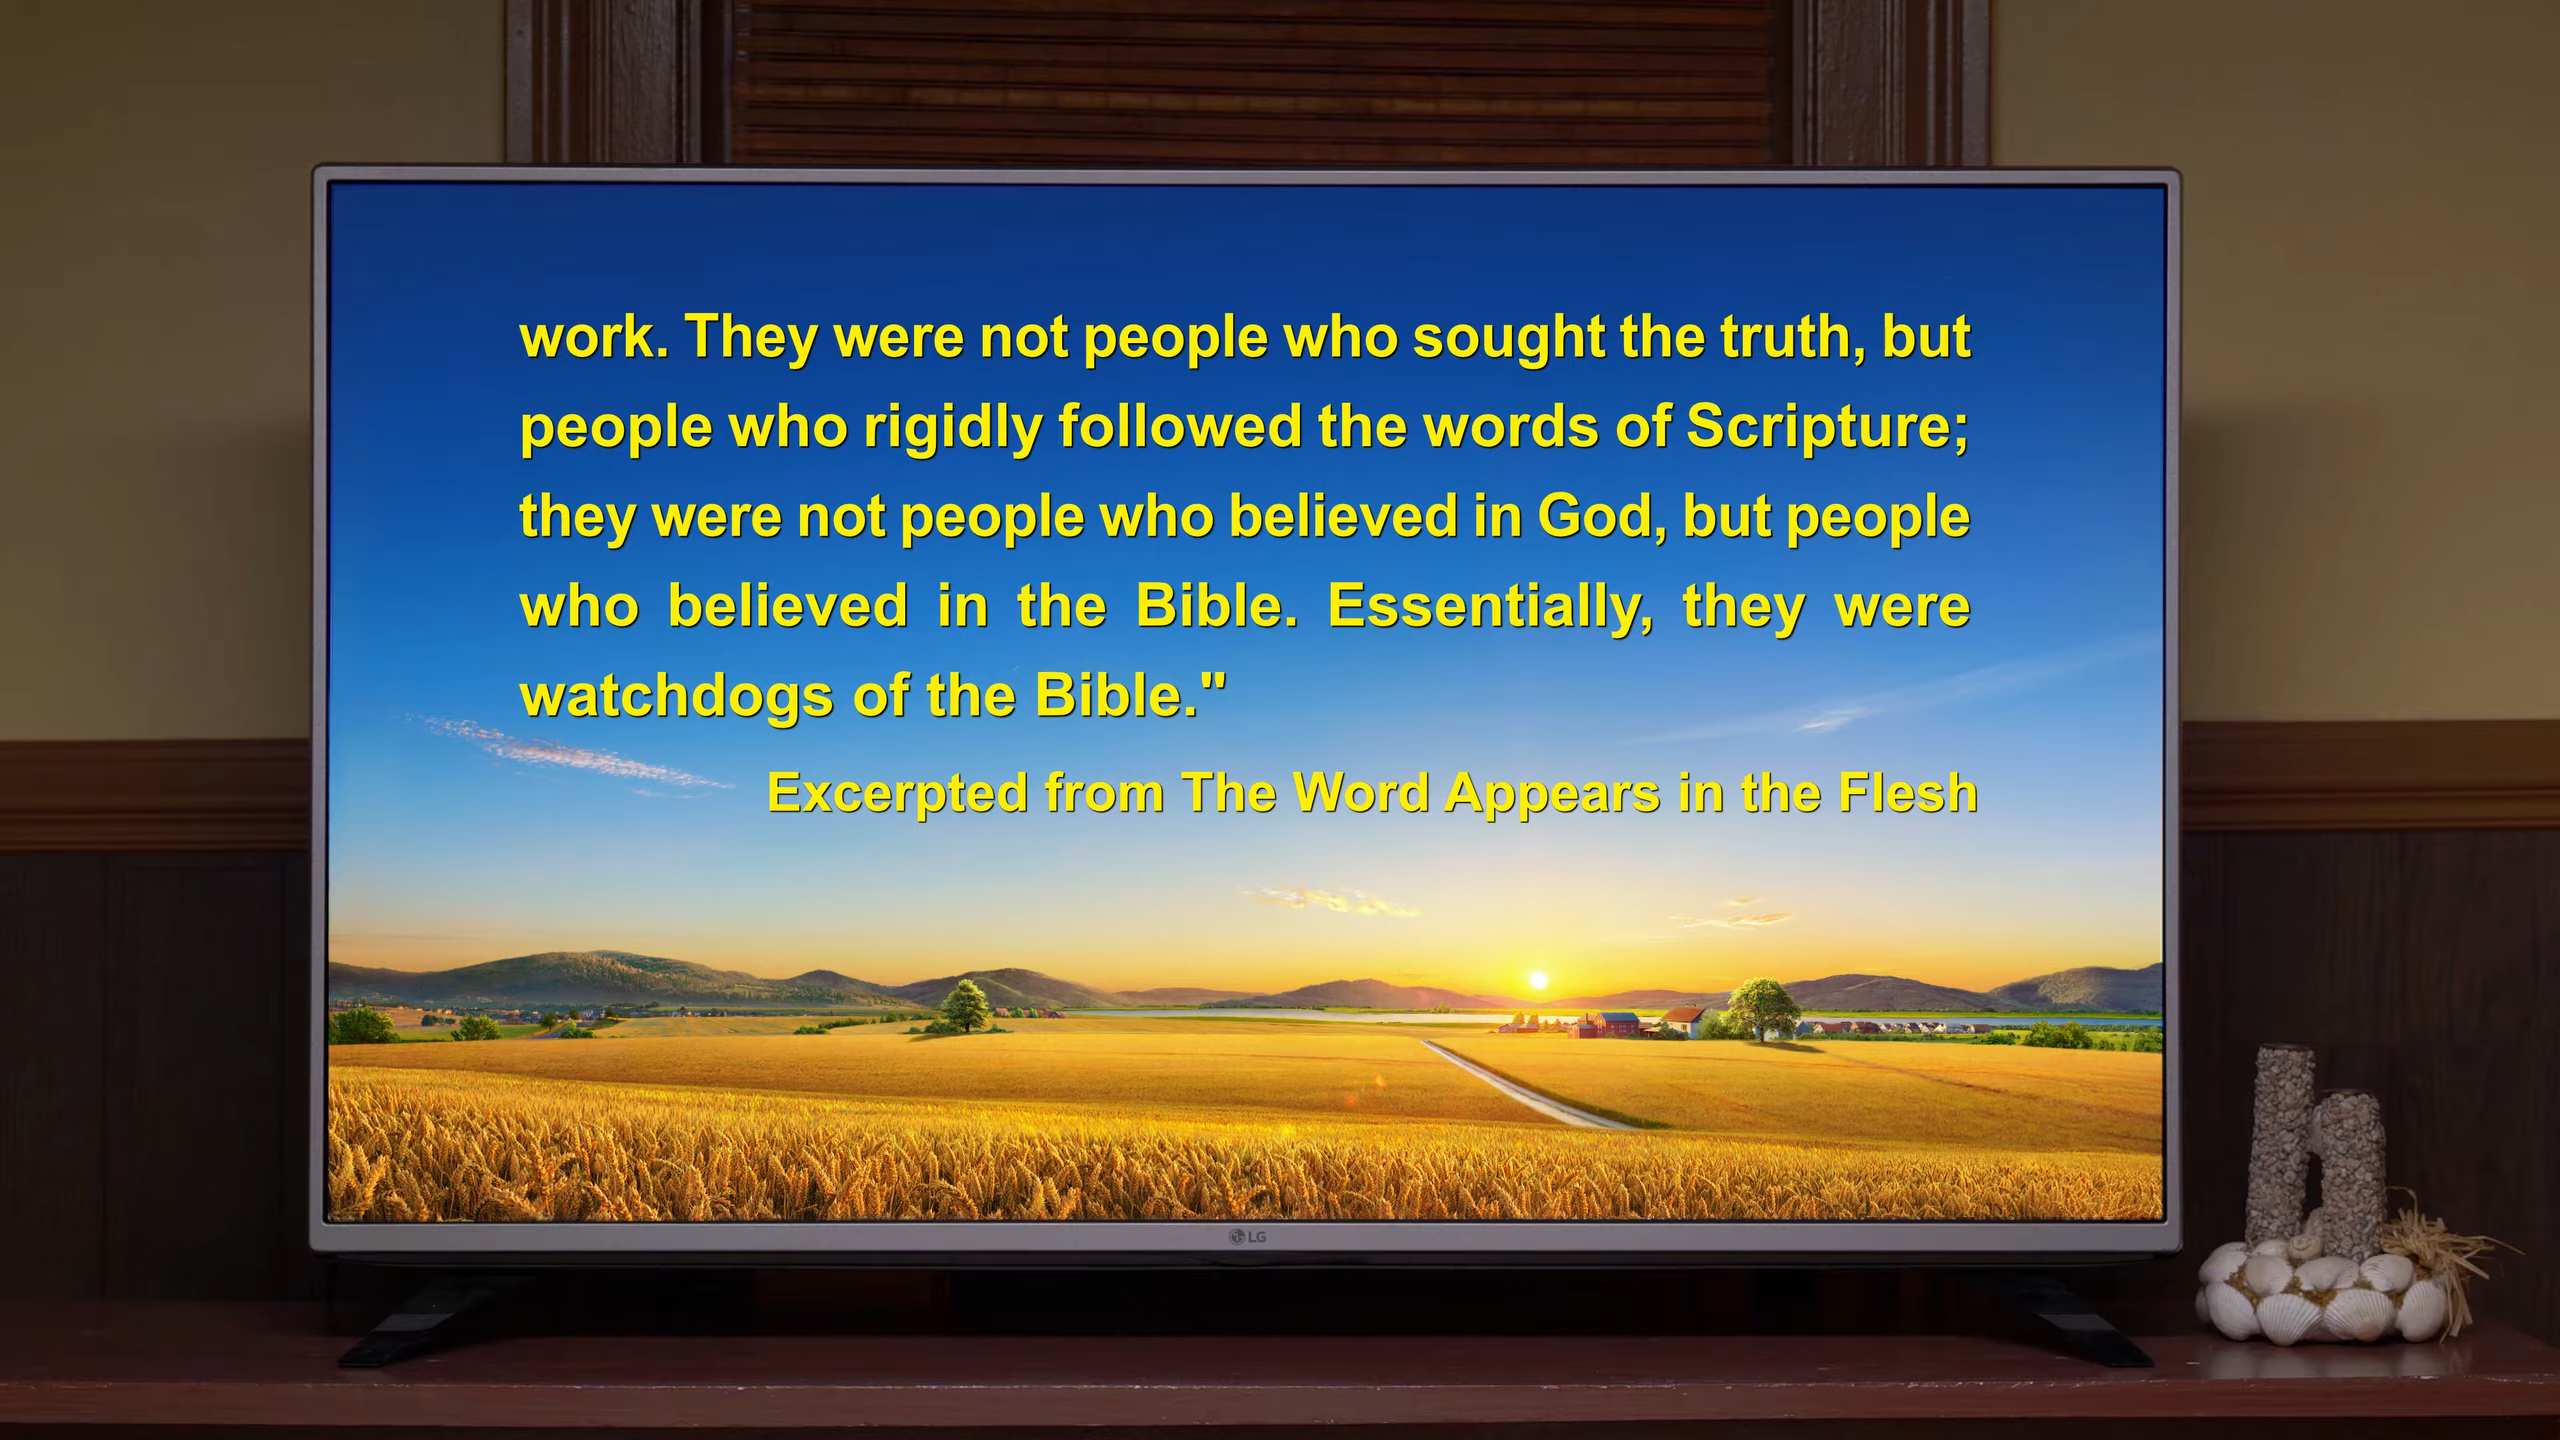 work. They were not people who sought the truth, but
people who rigidly followed the words of Scripture;
they were not people who believed in God, but people
who believed in the Bible. Essentially, they were
watchdogs of the Bible."
Excerpted from The Word Appears in the Flesh
LG